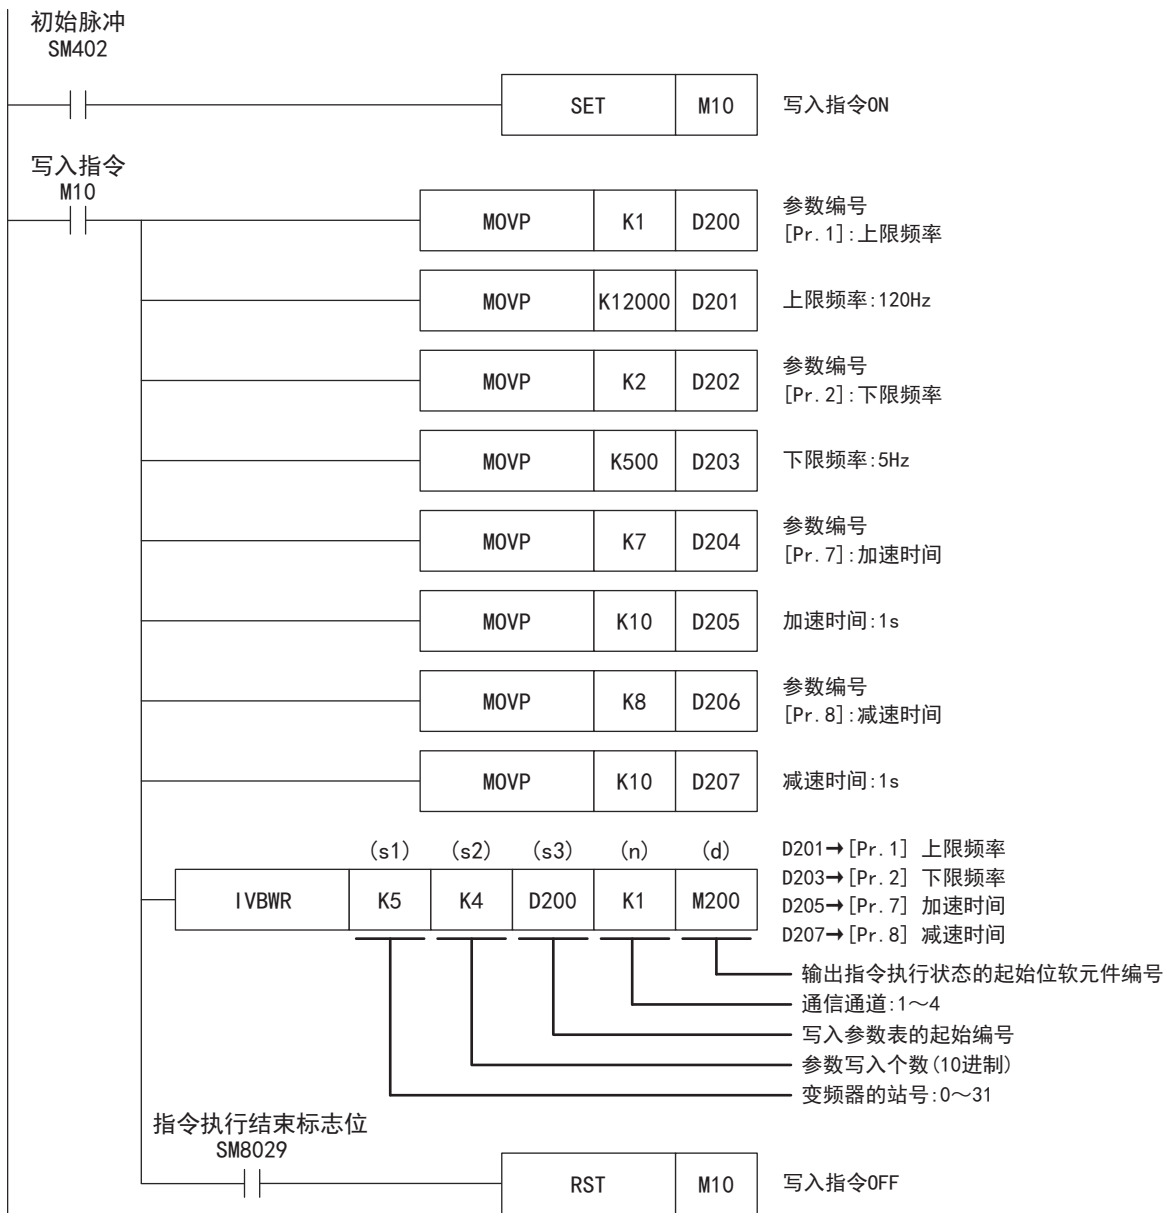 初始脉冲
SM402
SET M10 写入指令ON
写入指令
M10
MOVP K1 D200
参数编号
[Pr.1]:上限频率
MOVP K12000 D201 上限频率:120Hz
MOVP K2 D202
参数编号
[Pr.2]:下限频率
MOVP K500 D203 下限频率:5Hz
MOVP K7 D204
参数编号
[Pr.7]:加速时间
MOVP K10 D205 加速时间:1s
MOVP K8 D206
参数编号
[Pr.8]:减速时间
MOVP K10 D207 减速时间:1s
(s1) (s2) (s3) (n) (d)
IVBWR K5 K4 D200 K1 M200
D201→[Pr.1] 上限频率
D203→[Pr.2] 下限频率
D205→[Pr.7] 加速时间
D207→[Pr.8] 减速时间
输出指令执行状态的起始位软元件编号
通信通道:1～4
写入参数表的起始编号
参数写入个数(10进制)
变频器的站号:0～31
指令执行结束标志位
SM8029
RST M10 写入指令OFF